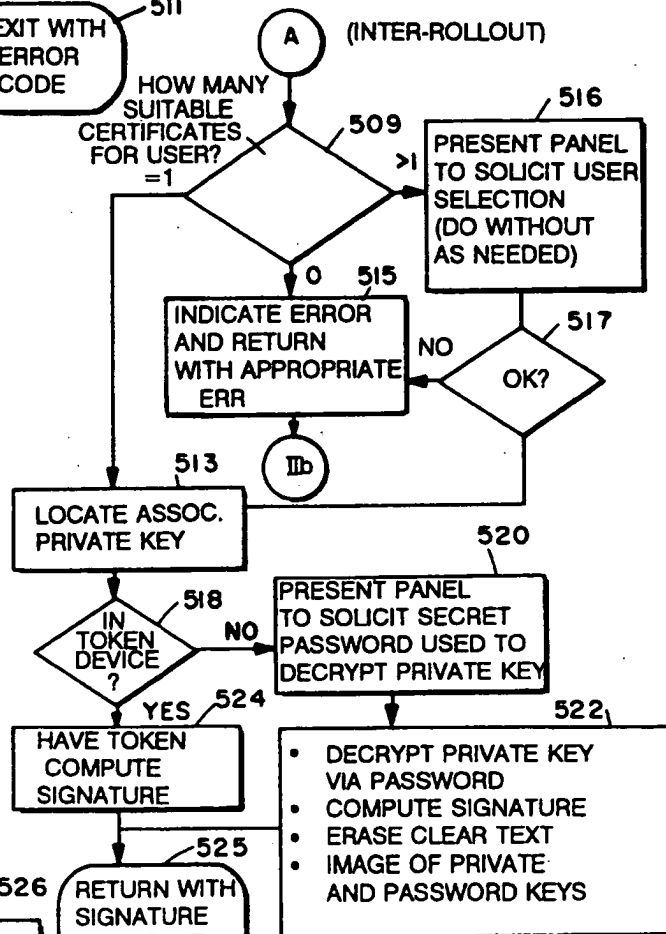 511
EXIT WITH
ERROR
CODE
A
(INTER-ROLLOUT)
HOW MANY
SUITABLE
CERTIFICATES
FOR USER?
=1
509
>1
516
PRESENT PANEL
TO SOLICIT USER
SELECTION
(DO WITHOUT
AS NEEDED)
0
515
INDICATE ERROR
AND RETURN
WITH APPROPRIATE
ERR
NO
517
OK?
IIIb
513
LOCATE ASSOC.
PRIVATE KEY
518
IN
TOKEN
DEVICE
?
NO
520
PRESENT PANEL
TO SOLICIT SECRET
PASSWORD USED TO
DECRYPT PRIVATE KEY
YES
524
HAVE TOKEN
COMPUTE
SIGNATURE
522
• DECRYPT PRIVATE KEY
VIA PASSWORD
• COMPUTE SIGNATURE
• ERASE CLEAR TEXT
• IMAGE OF PRIVATE
AND PASSWORD KEYS
525
RETURN WITH
SIGNATURE
526